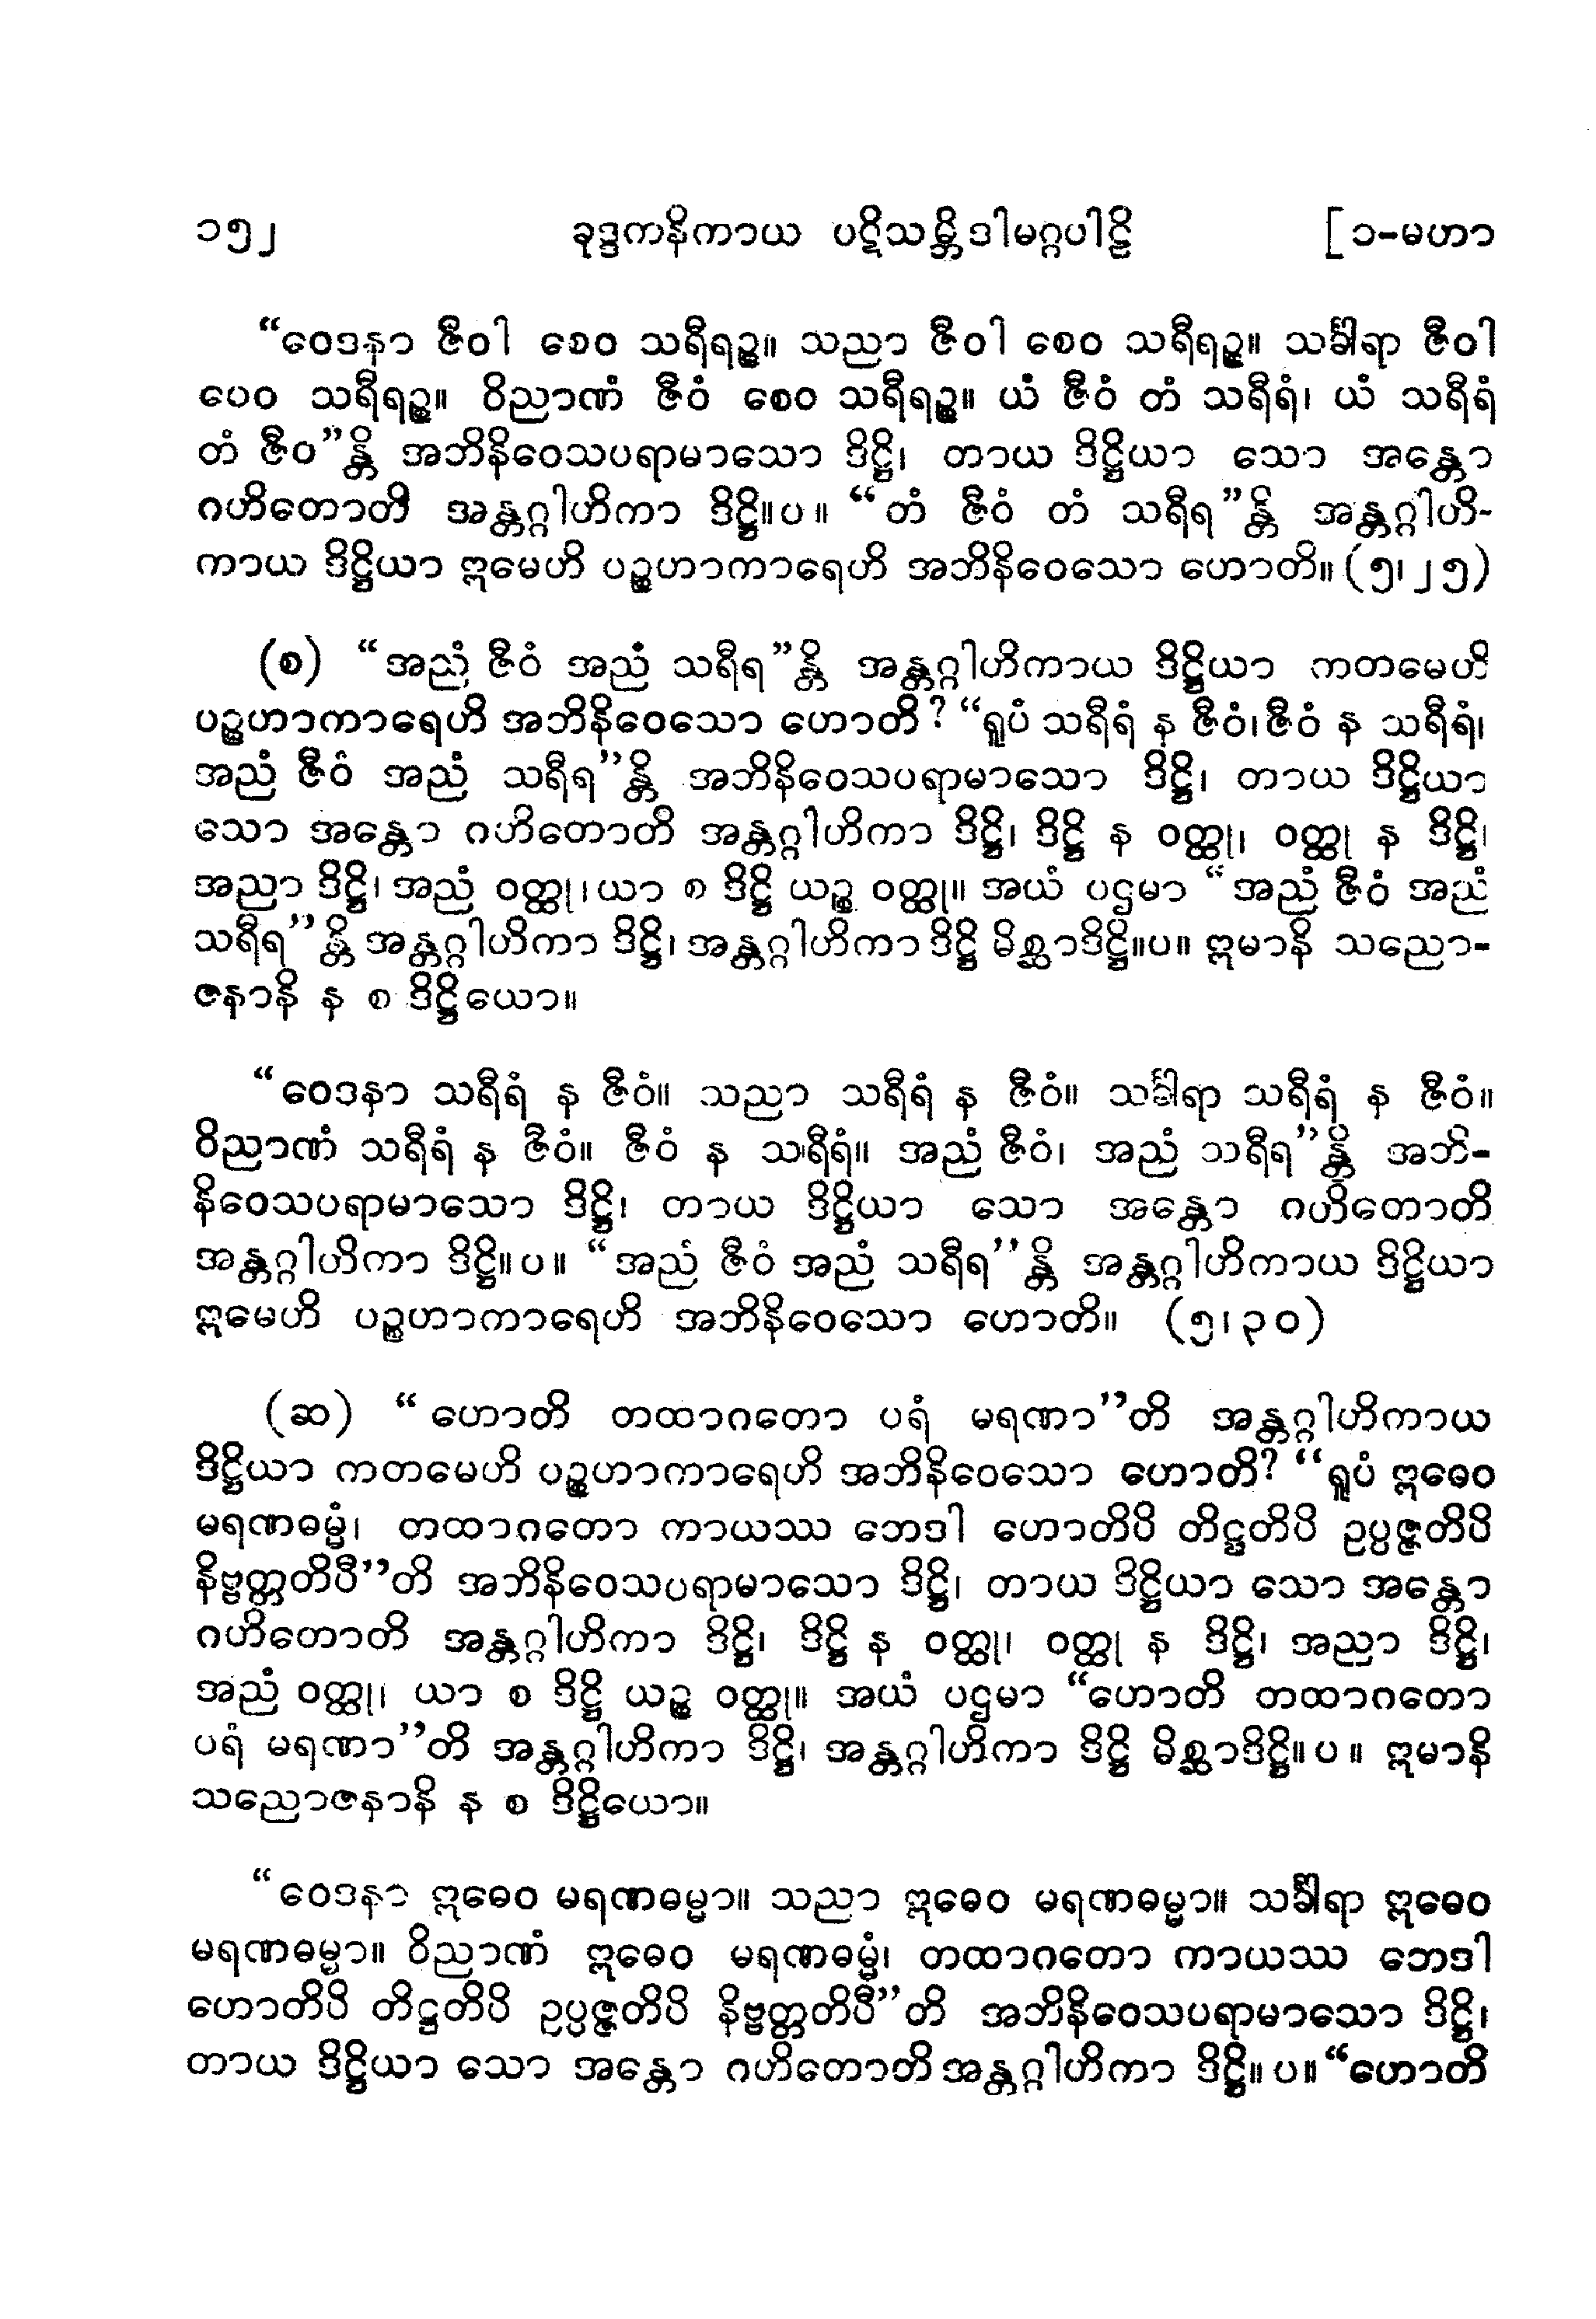 ၁၅၂ ခုဒ္ဒကနိကာယ ပဋိသမ္ဘိဒါမဂ္ဂပါဠိ [၁-မဟာ
“ဝေဒနာ ဇီဝါ စေဝ သရီရဉ္စ။ သညာ ဇီဝါ စေဝ သရီရဉ္စ။ သင်္ခါရာ ဇီဝါ
စေဝ သရီရဉ္စ။ ဝိညာဏံ ဇီဝံ စေဝ သရီရဉ္စ။ ယံ ဇီဝံ တံ သရီရံ၊ ယံ သရီရံ
တံ ဇီဝ”န္တိ အဘိနိဝေသပရာမာသော ဒိဋ္ဌိ၊ တာယ ဒိဋ္ဌိယာ သော အန္တော
ဂဟိတောတိ အန္တဂ္ဂါဟိကာ ဒိဋ္ဌိ။ပ။ “တံ ဇီဝံ တံ သရီရ”န္တိ အန္တဂ္ဂါဟိ-
ကာယ ဒိဋ္ဌိယာ ဣမေဟိ ပဉ္စဟာကာရေဟိ အဘိနိဝေသော ဟောတိ။ (၅၊၂၅)
(စ) “အညံ ဇီဝံ အညံ သရီရ”န္တိ အန္တဂ္ဂါဟိကာယ ဒိဋ္ဌိယာ ကတမေဟိ
ပဉ္စဟာကာရေဟိ အဘိနိဝေသော ဟောတိ? “ရူပံ သရီရံ န ဇီဝံ၊ ဇီဝံ န သရီရံ၊
အညံ ဇီဝံ အညံ သရီရ”န္တိ အဘိနိဝေသပရာမာသော ဒိဋ္ဌိ၊ တာယ ဒိဋ္ဌိယာ
သော အန္တော ဂဟိတောတိ အန္တဂ္ဂါဟိကာ ဒိဋ္ဌိ၊ ဒိဋ္ဌိ န ဝတ္ထု၊ ဝတ္ထု န ဒိဋ္ဌိ၊
အညာ ဒိဋ္ဌိ၊ အညံ ဝတ္ထု၊ ယာ စ ဒိဋ္ဌိ ယဉ္စ ဝတ္ထု။ အယံ ပဌမာ “အညံ ဇီဝံ အညံ
သရီရ”န္တိ အန္တဂ္ဂါဟိကာ ဒိဋ္ဌိ၊ အန္တဂ္ဂါဟိကာ ဒိဋ္ဌိ မိစ္ဆာဒိဋ္ဌိ။ပ။ ဣမာနိ သညော-
ဇနာနိ န စ ဒိဋ္ဌိယော။
“ဝေဒနာ သရီရံ န ဇီဝံ။ သညာ သရီရံ န ဇီဝံ။ သင်္ခါရာ သရီရံ န ဇီဝံ။
ဝိညာဏံ သရီရံ န ဇီဝံ။ ဇီဝံ န သရီရံ။ အညံ ဇီဝံ၊ အညံ သရီရ”န္တိ အဘိ-
နိဝေသပရာမာသော ဒိဋ္ဌိ၊ တာယ ဒိဋ္ဌိယာ သော အန္တော ဂဟိတောတိ
အန္တဂ္ဂါဟိကာ ဒိဋ္ဌိ။ပ။ “အညံ ဇီဝံ အညံ သရီရ”န္တိ အန္တဂ္ဂါဟိကာယ ဒိဋ္ဌိယာ
ဣမေဟိ ပဉ္စဟာကာရေဟိ အဘိနိဝေသော ဟောတိ။ (၅၊၃၀)
(ဆ) “ဟောတိ တထာဂတော ပရံ မရဏာ”တိ အန္တဂ္ဂါဟိကာယ
ဒိဋ္ဌိယာ ကတမေဟိ ပဉ္စဟာကာရေဟိ အဘိနိဝေသော ဟောတိ? “ရူပံ ဣဓေဝ
မရဏဓမ္မံ၊ တထာဂတော ကာယဿ ဘေဒါ ဟောတိပိ တိဋ္ဌတိပိ ဥပ္ပဇ္ဇတိပိ
နိဗ္ဗတ္တတိပီ”တိ အဘိနိဝေသပရာမာသော ဒိဋ္ဌိ၊ တာယ ဒိဋ္ဌိယာ သော အန္တော
ဂဟိတောတိ အန္တဂ္ဂါဟိကာ ဒိဋ္ဌိ၊ ဒိဋ္ဌိ န ဝတ္ထု၊ ဝတ္ထု န ဒိဋ္ဌိ၊ အညာ ဒိဋ္ဌိ၊
အညံ ဝတ္ထု၊ ယာ စ ဒိဋ္ဌိ ယဉ္စ ဝတ္ထု။ အယံ ပဌမာ “ဟောတိ တထာဂတော
ပရံ မရဏာ”တိ အန္တဂ္ဂါဟိကာ ဒိဋ္ဌိ၊ အန္တဂ္ဂါဟိကာ ဒိဋ္ဌိ မိစ္ဆာဒိဋ္ဌိ။ပ။ ဣမာနိ
သညောဇနာနိ န စ ဒိဋ္ဌိယော။
“ဝေဒနာ ဣဓေဝ မရဏဓမ္မာ။ သညာ ဣဓေဝ မရဏဓမ္မာ။ သင်္ခါရာ ဣဓေဝ
မရဏဓမ္မာ။ ဝိညာဏံ ဣဓေဝ မရဏဓမ္မံ၊ တထာဂတော ကာယဿ ဘေဒါ
ဟောတိပိ တိဋ္ဌတိပိ ဥပ္ပဇ္ဇတိပိ နိဗ္ဗတ္တတိပီ”တိ အဘိနိဝေသပရာမာသော ဒိဋ္ဌိ၊
တာယ ဒိဋ္ဌိယာ သော အန္တော ဂဟိတောတိ အန္တဂ္ဂါဟိကာ ဒိဋ္ဌိ။ပ။ “ဟောတိ